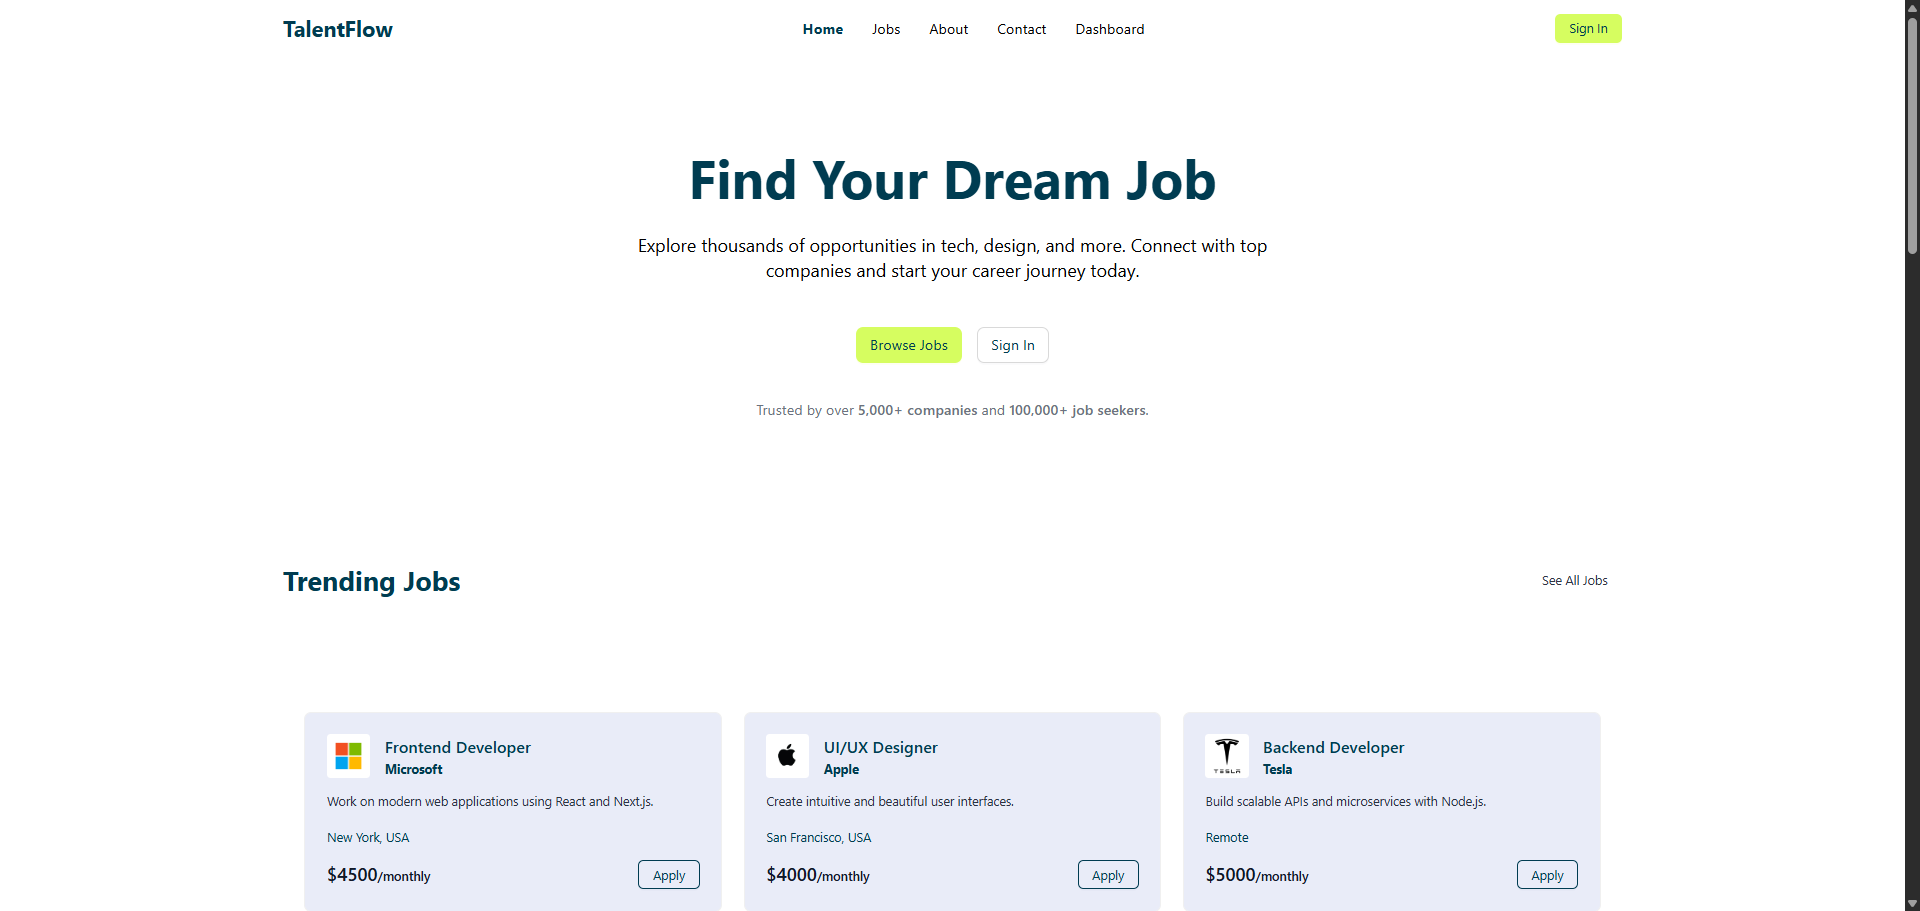 TalentFlow
Home
Jobs
About
Contact
Dashboard
Sign In
Find Your Dream Job
Explore thousands of opportunities in tech, design, and more. Connect with top
companies and start your career journey today.
Browse Jobs
Sign In
Trusted by over 5,000+ companies and 100,000+ job seekers.
Trending Jobs
See All Jobs
Frontend Developer
Microsoft
Work on modern web applications using React and Next.js.
New York, USA
$4500/monthly
Apply
UI/UX Designer
Apple
Create intuitive and beautiful user interfaces.
San Francisco, USA
$4000/monthly
Apply
TESLA
Backend Developer
Tesla
Build scalable APIs and microservices with Node.js.
Remote
$5000/monthly
Apply